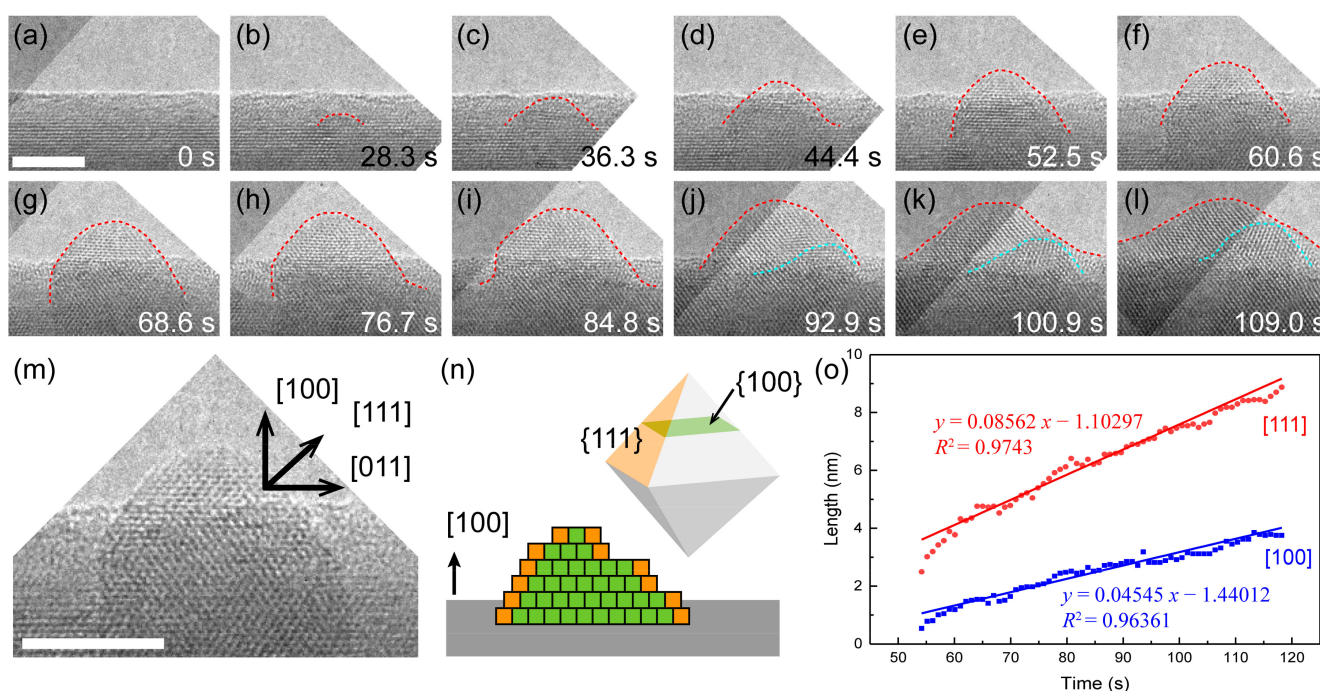 (a)
0 s
(b)
28.3 s
(c)
36.3 s
(d)
44.4 s
(e)
52.5 s
(f)
60.6 s
(g)
68.6 s
(h)
76.7 s
(i)
84.8 s
(j)
92.9 s
(k)
100.9 s
(l)
109.0 s
(m)
[100]
[111]
[011]
(n)
{100}
{111}
[100]
(o)
10
8
6
4
2
0
Length (nm)
y = 0.08562 x − 1.10297
R² = 0.9743
[111]
[100]
y = 0.04545 x − 1.44012
R² = 0.96361
50 60 70 80 90 100 110 120
Time (s)